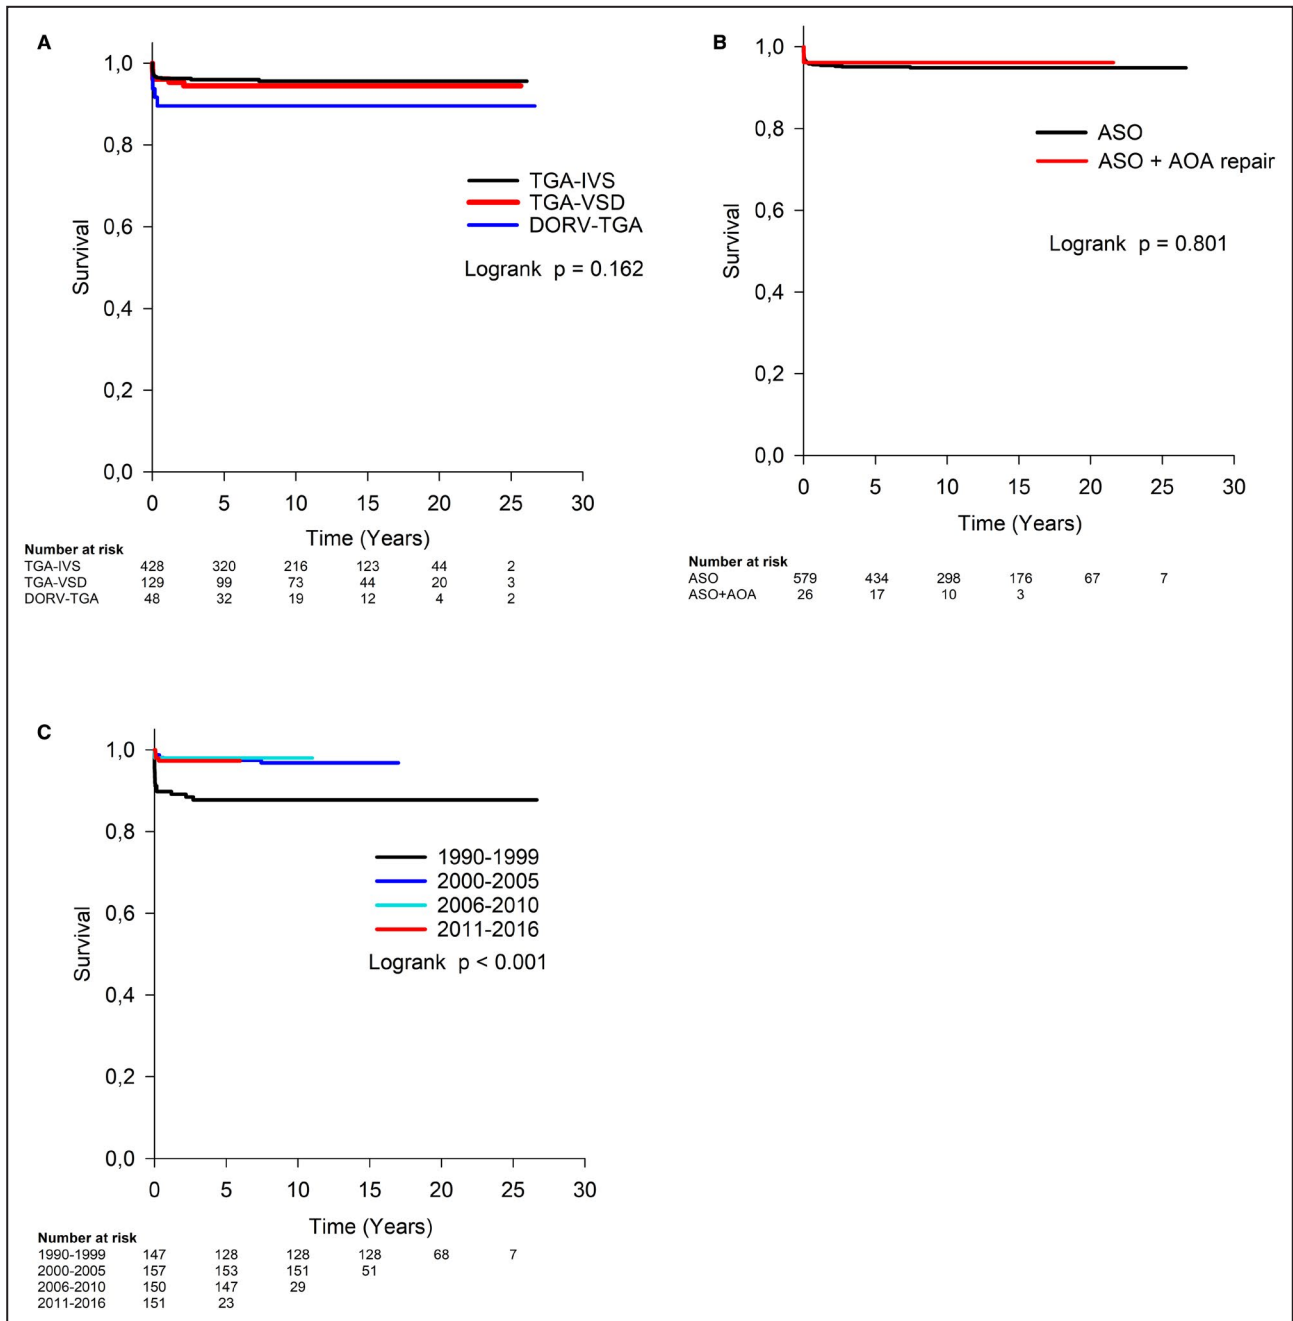 A
1,0
0,8
0,6
0,4
0,2
0,0
Survival
TGA-IVS
TGA-VSD
DORV-TGA
Logrank p = 0.162
0 5 10 15 20 25 30
Time (Years)
Number at risk
TGA-IVS 428 320 216 123 44 2
TGA-VSD 129 99 73 44 20 3
DORV-TGA 48 32 19 12 4 2
B
1,0
0,8
0,6
0,4
0,2
0,0
Survival
ASO
ASO + AOA repair
Logrank p = 0.801
0 5 10 15 20 25 30
Time (Years)
Number at risk
ASO 579 434 298 176 67 7
ASO+AOA 26 17 10 3
C
1,0
0,8
0,6
0,4
0,2
0,0
Survival
1990-1999
2000-2005
2006-2010
2011-2016
Logrank p < 0.001
0 5 10 15 20 25 30
Time (Years)
Number at risk
1990-1999 147 128 128 128 68 7
2000-2005 157 153 151 51
2006-2010 150 147 29
2011-2016 151 23